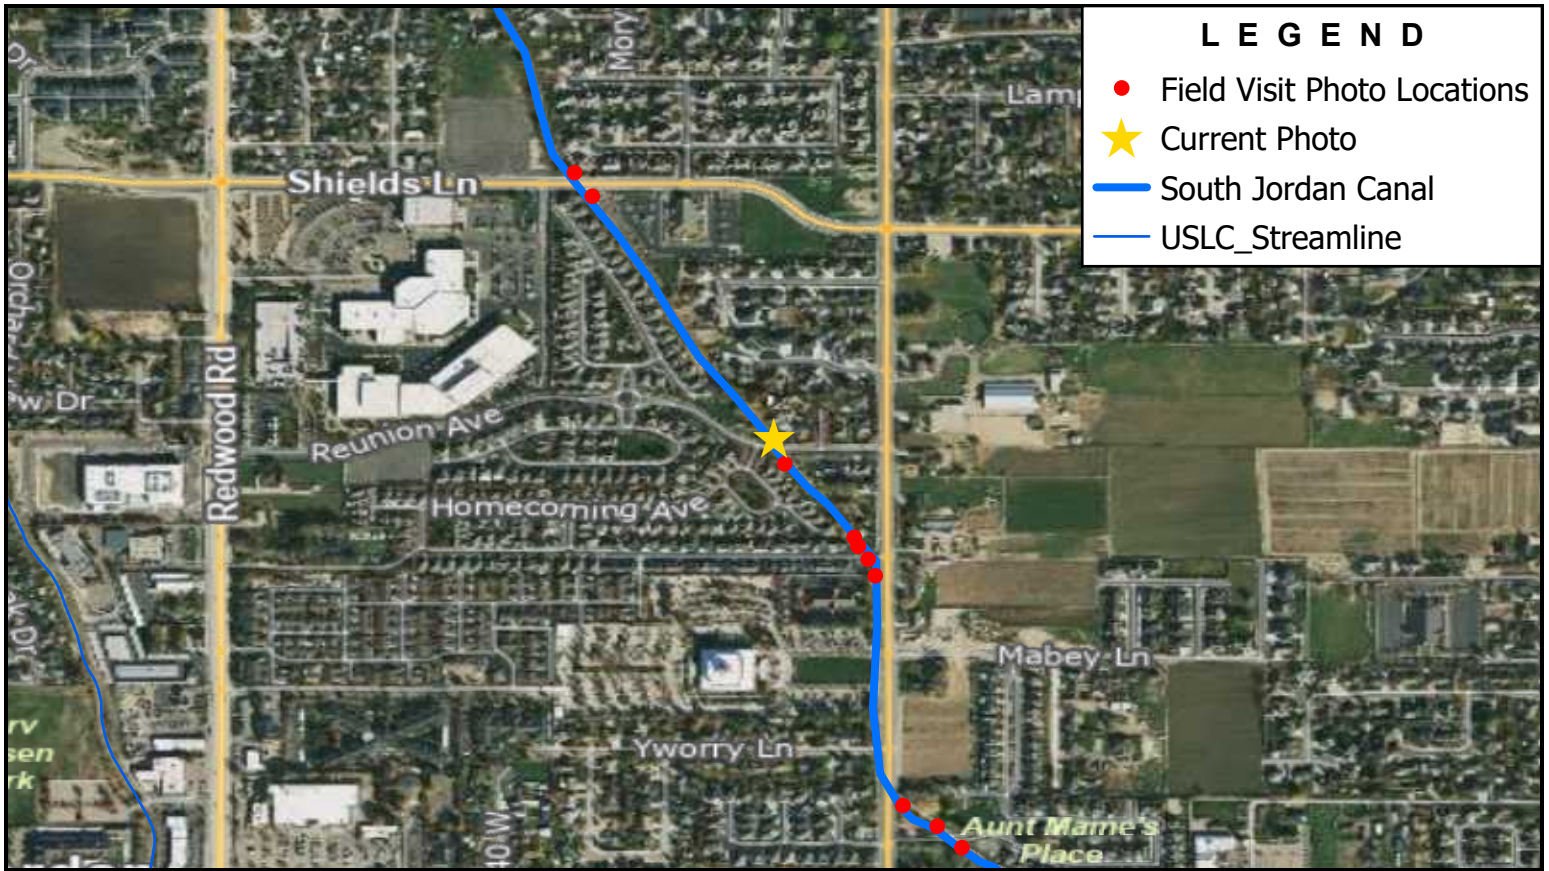 L E G E N D
Field Visit Photo Locations
Current Photo
South Jordan Canal
USLC_Streamline
Dr
Mory
Lamp
Shields Ln
Redwood Rd
Reunion Ave
Homecoming Ave
Mabey Ln
Yworry Ln
Aunt Mame's
Place